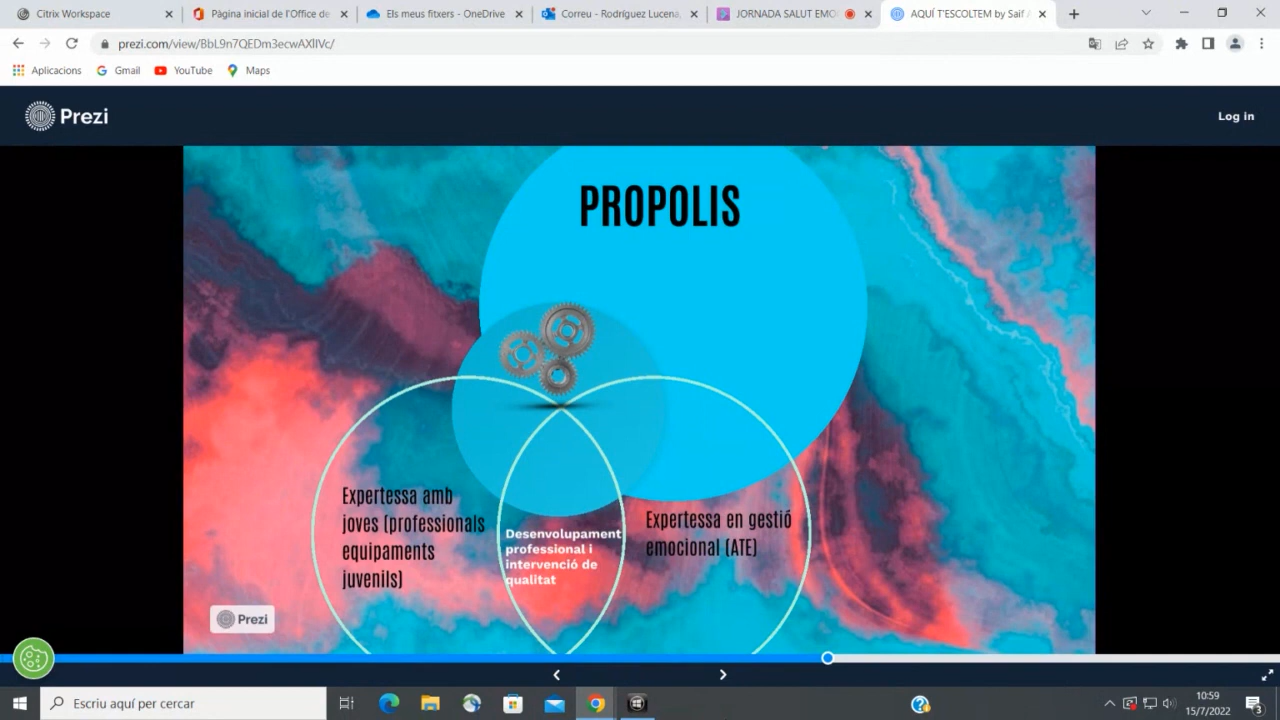 Citrix Workspace
Pàgina inicial de l'Office de
Els meus fitxers - OneDrive
Correu - Rodríguez Lucena,
JORNADA SALUT EMO
AQUÍ T'ESCOLTEM by Saif A
prezi.com/view/BbL9n7QEDm3ecwAXlIVc/
Aplicacions
Gmail
YouTube
Maps
Prezi
Log in
PROPOLIS
Expertessa amb
joves (professionals
equipaments
juvenils)
Desenvolupament
professional i
intervenció de
qualitat
Expertessa en gestió
emocional (ATE)
Prezi
Escriu aquí per cercar
10:59
15/7/2022
3